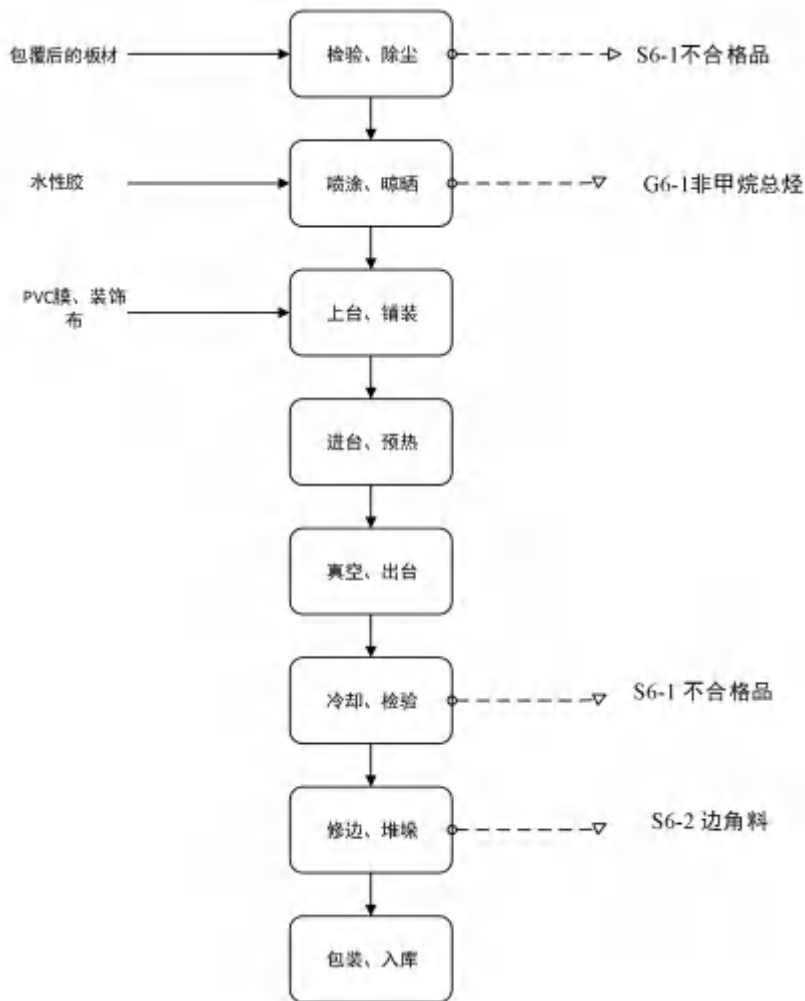 包覆后的板材
检验、除尘
S6-1不合格品
水性胶
喷涂、晾晒
G6-1非甲烷总烃
PVC膜、装饰
布
上台、铺装
进台、预热
真空、出台
冷却、检验
S6-1 不合格品
修边、堆垛
S6-2 边角料
包装、入库